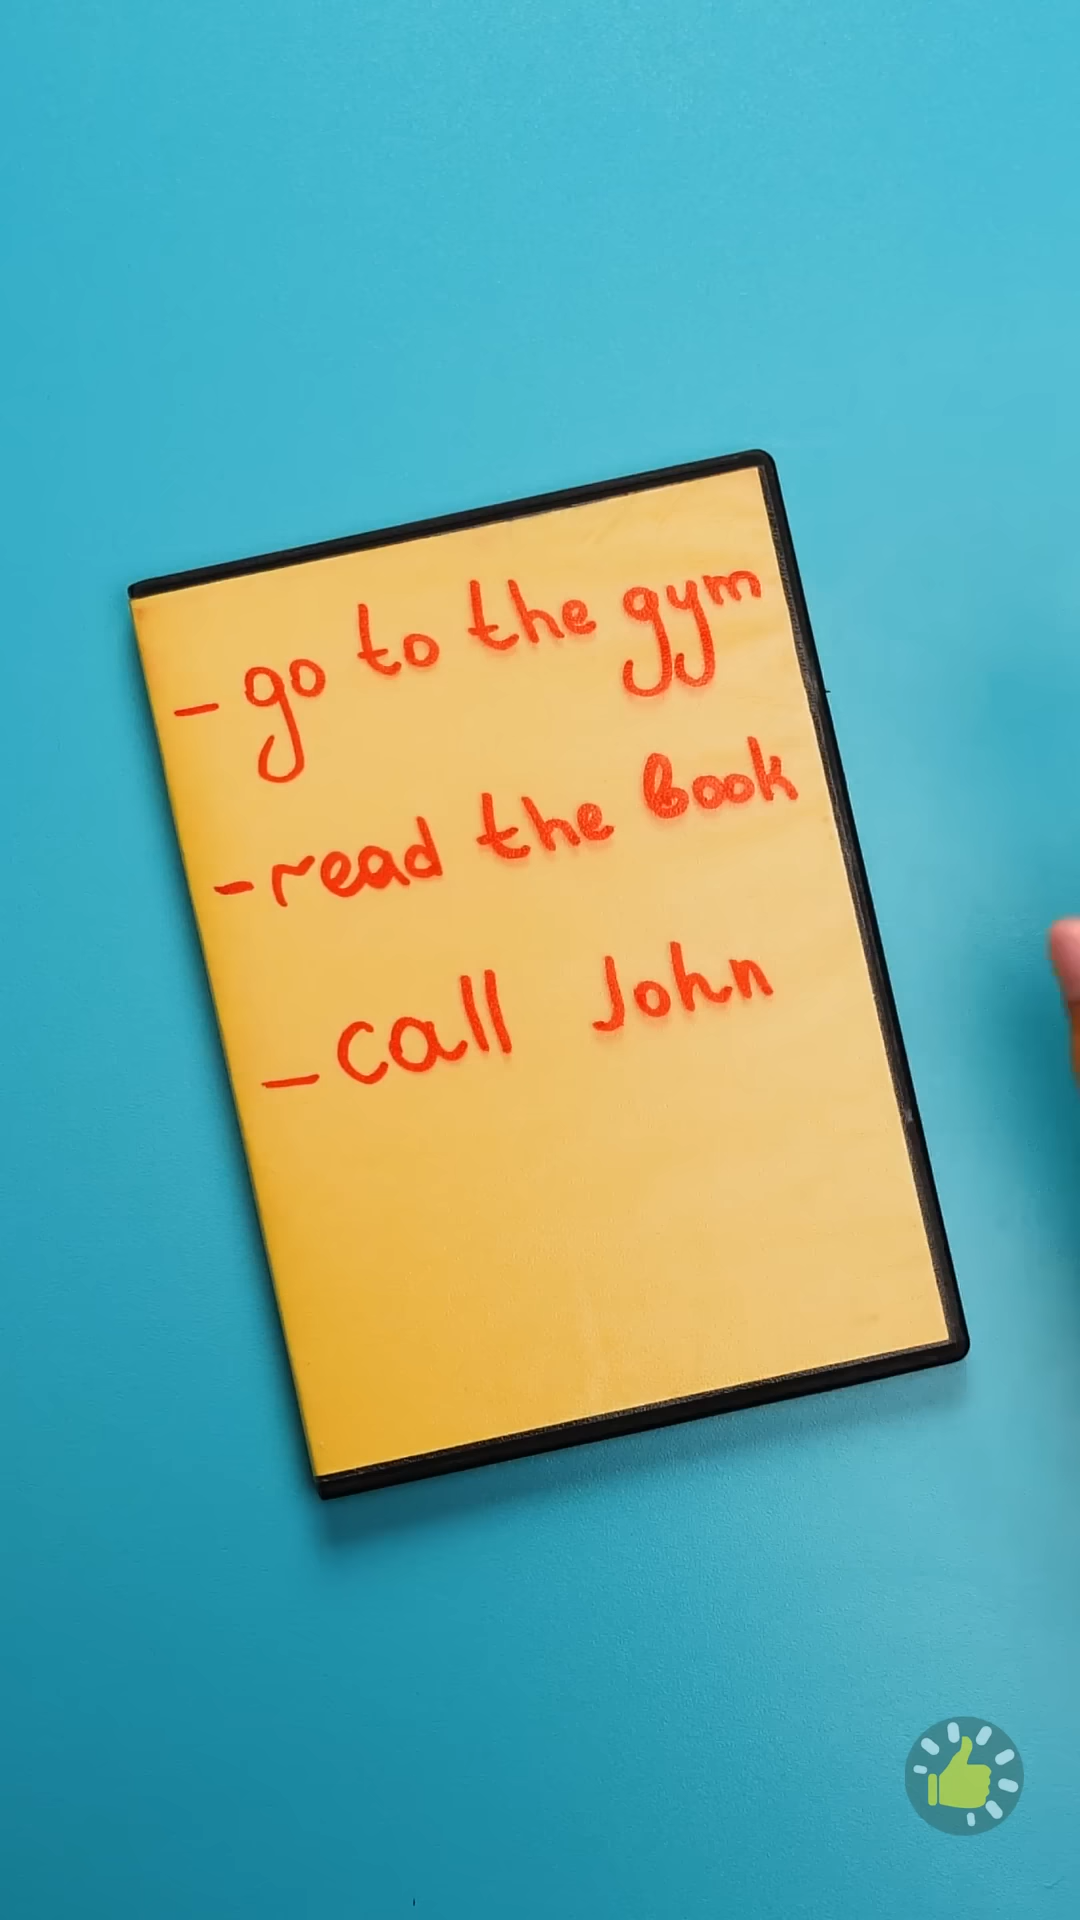 - go to the gym
- read the book
- call John